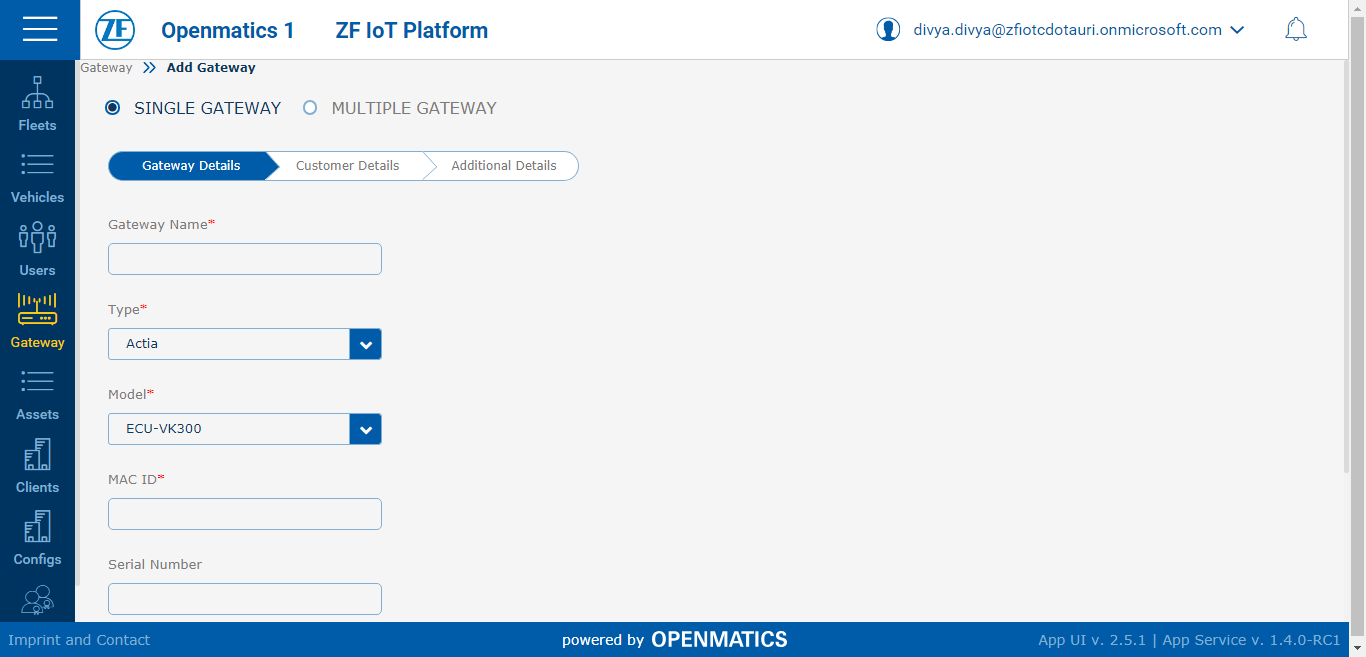 ZF Openmatics 1 ZF IoT Platform divya.divya@zfiotcdotauri.onmicrosoft.com
Gateway Add Gateway
SINGLE GATEWAY MULTIPLE GATEWAY
Gateway Details Customer Details Additional Details
Gateway Name*
Type*
Actia
Model*
ECU-VK300
MAC ID*
Serial Number
Fleets
Vehicles
Users
Gateway
Assets
Clients
Configs
Imprint and Contact powered by OPENMATICS App UI v. 2.5.1 | App Service v. 1.4.0-RC1